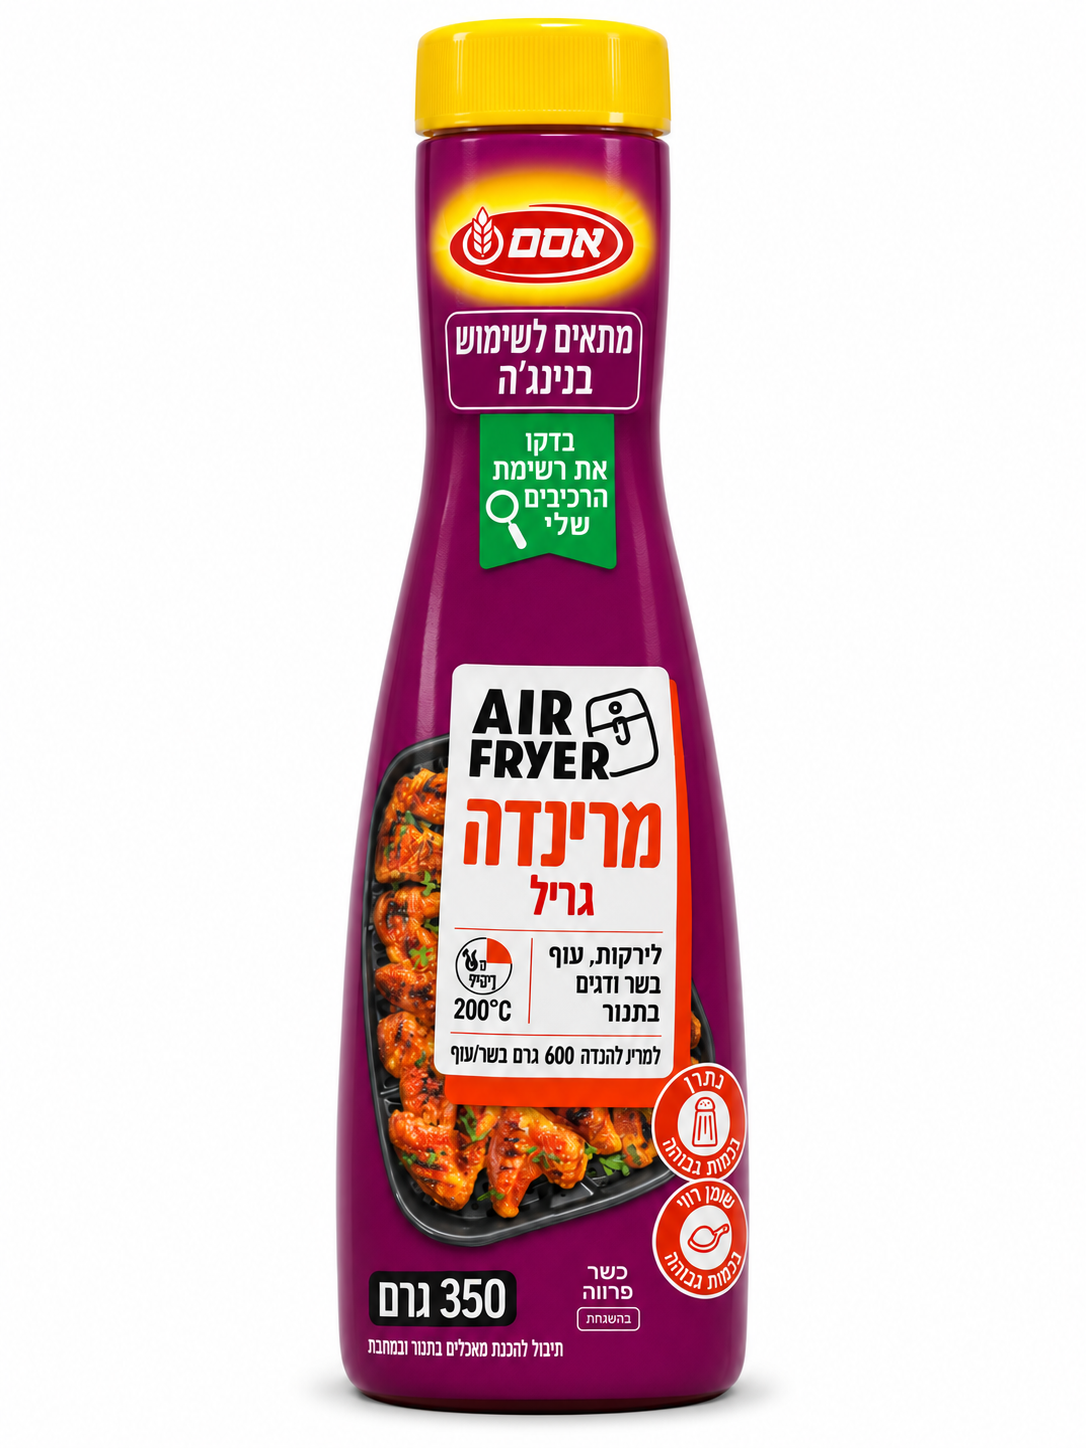 אסם
מתאים לשימוש
בנינג'ה
בדקו
את רשימת
הרכיבים
שלי
AIR
FRYER
מרינדה
גריל
לירקות, עוף
בשר ודגים
בתנור
200°C
למרינ להנדה 600 גרם בשר/עוף
נתרן
בכמות גבוהה
שומן רווי
בכמות גבוהה
350 גרם
כשר
פרווה
בהשגחת
תיבול להכנת מאכלים בתנור ובמחבת